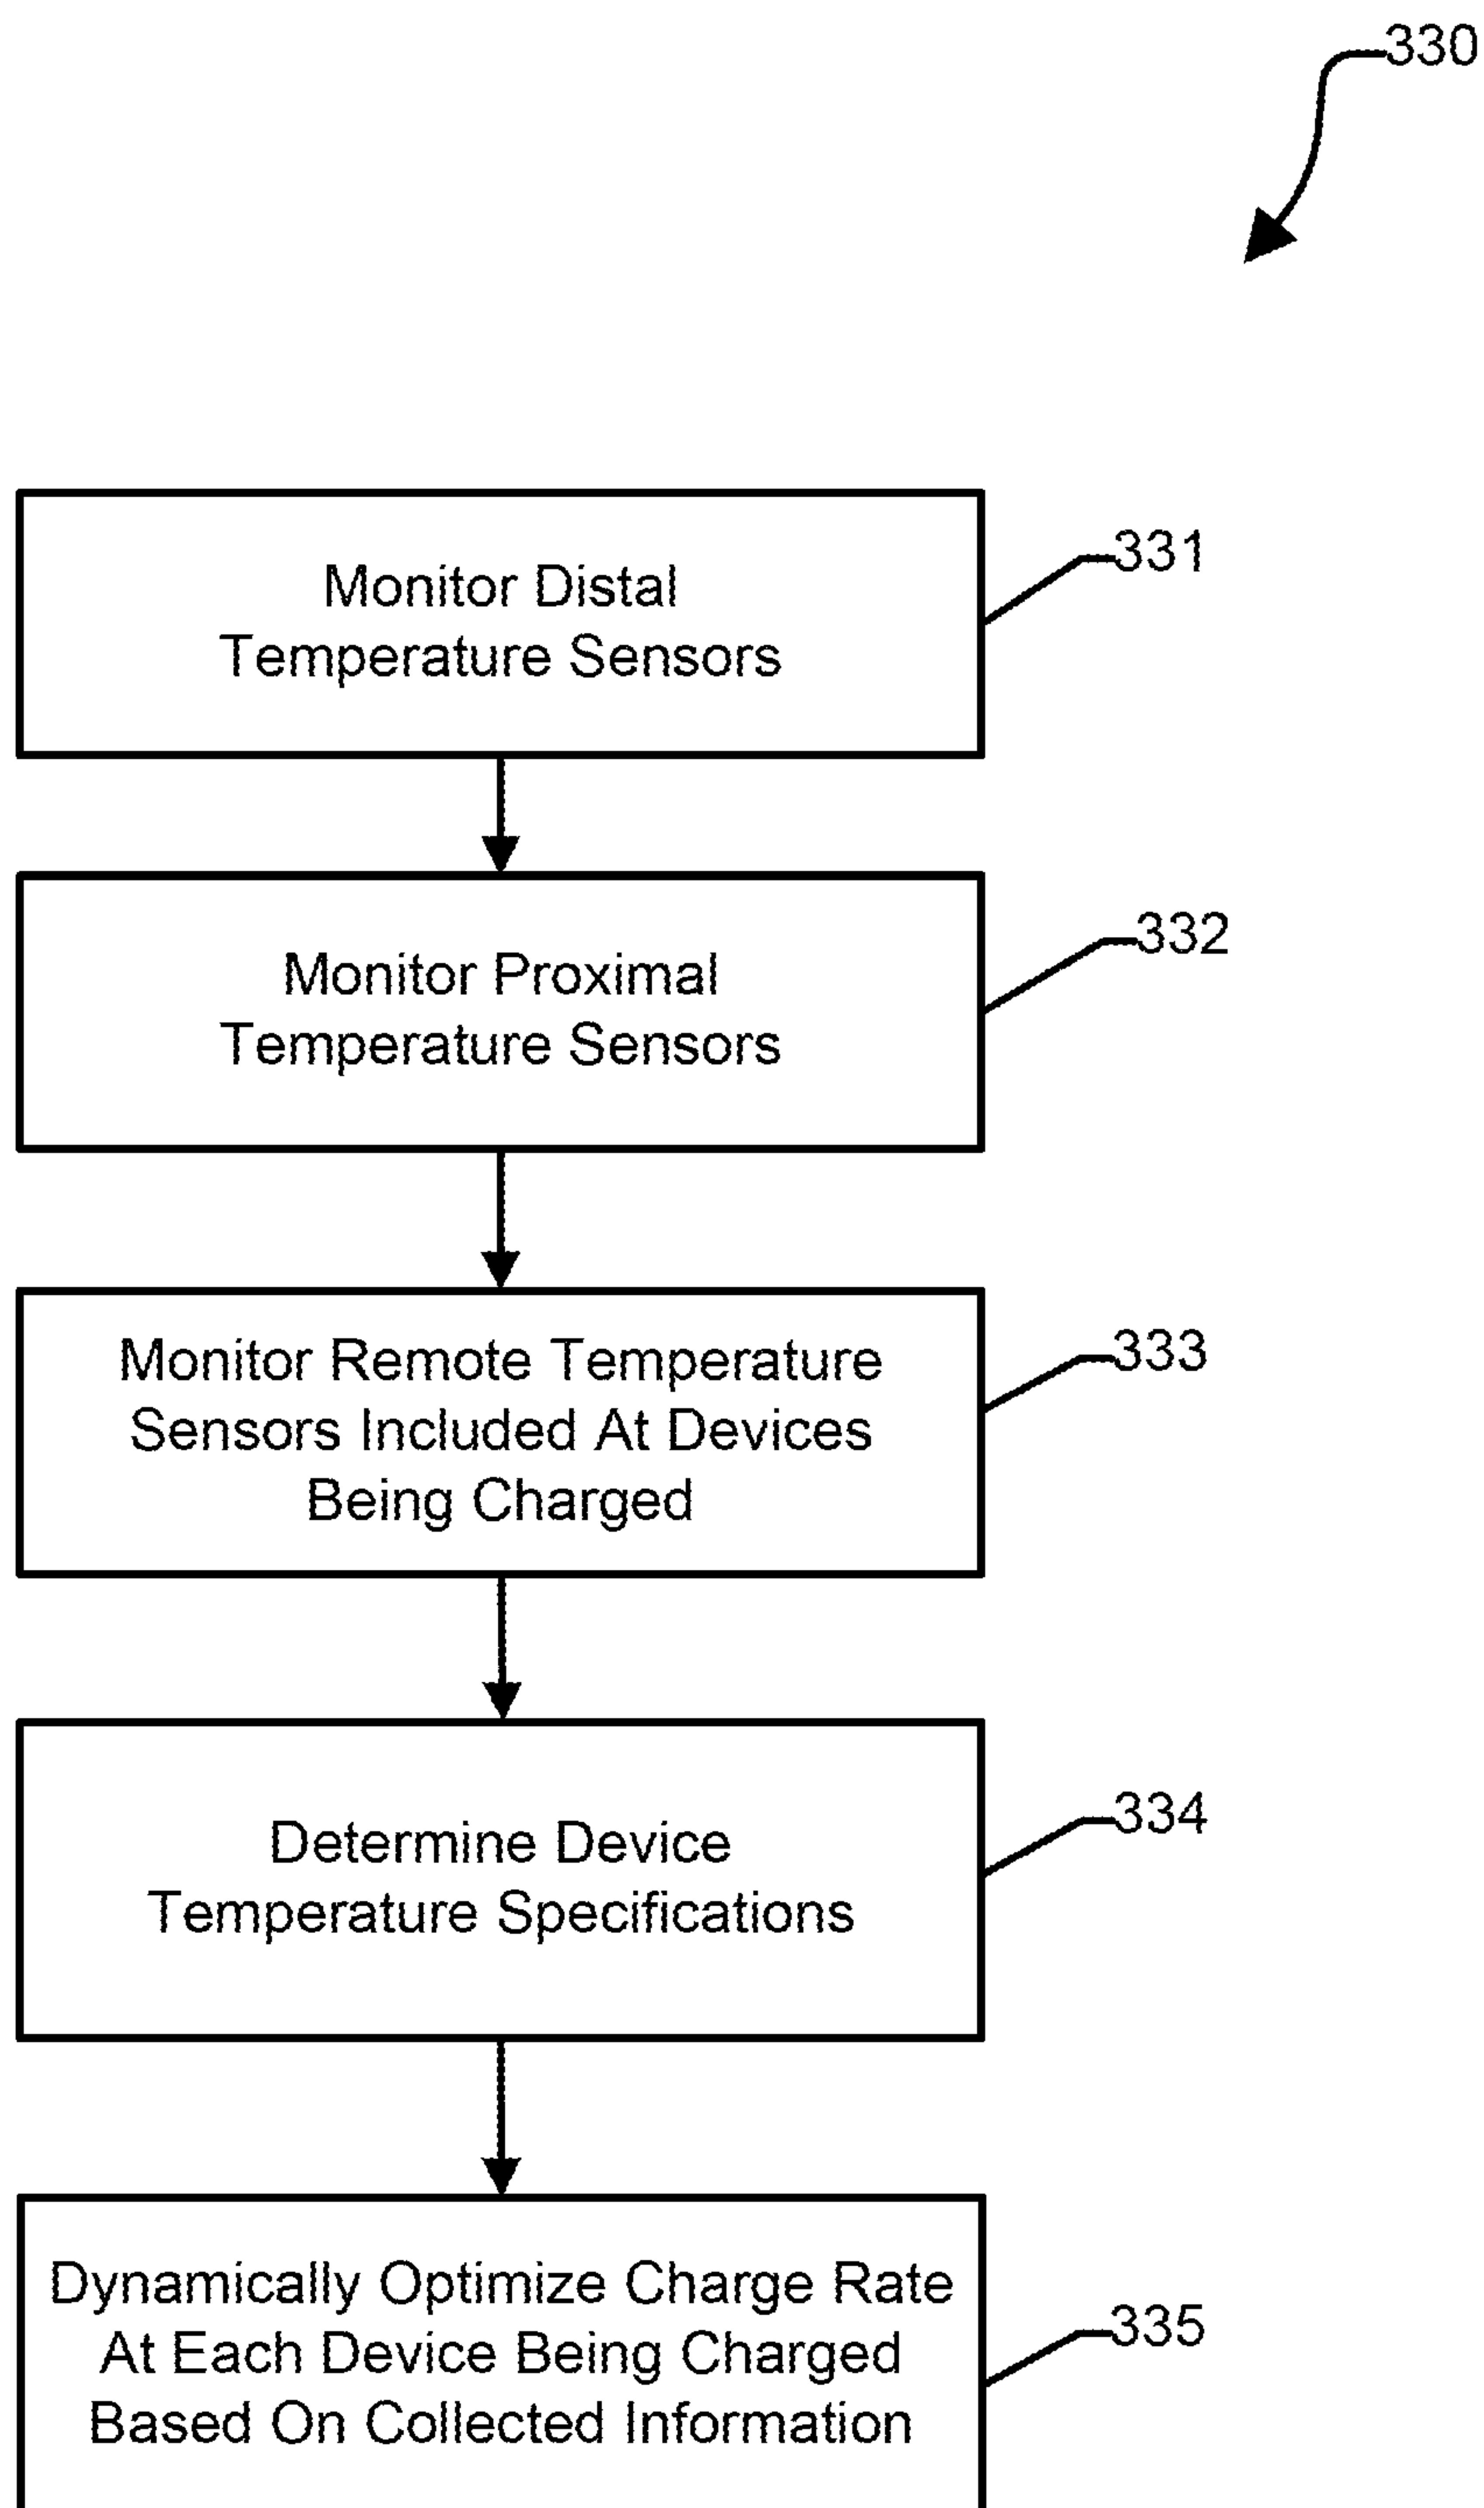 330
Monitor Distal
Temperature Sensors
331
Monitor Proximal
Temperature Sensors
332
Monitor Remote Temperature
Sensors Included At Devices
Being Charged
333
Determine Device
Temperature Specifications
334
Dynamically Optimize Charge Rate
At Each Device Being Charged
Based On Collected Information
335